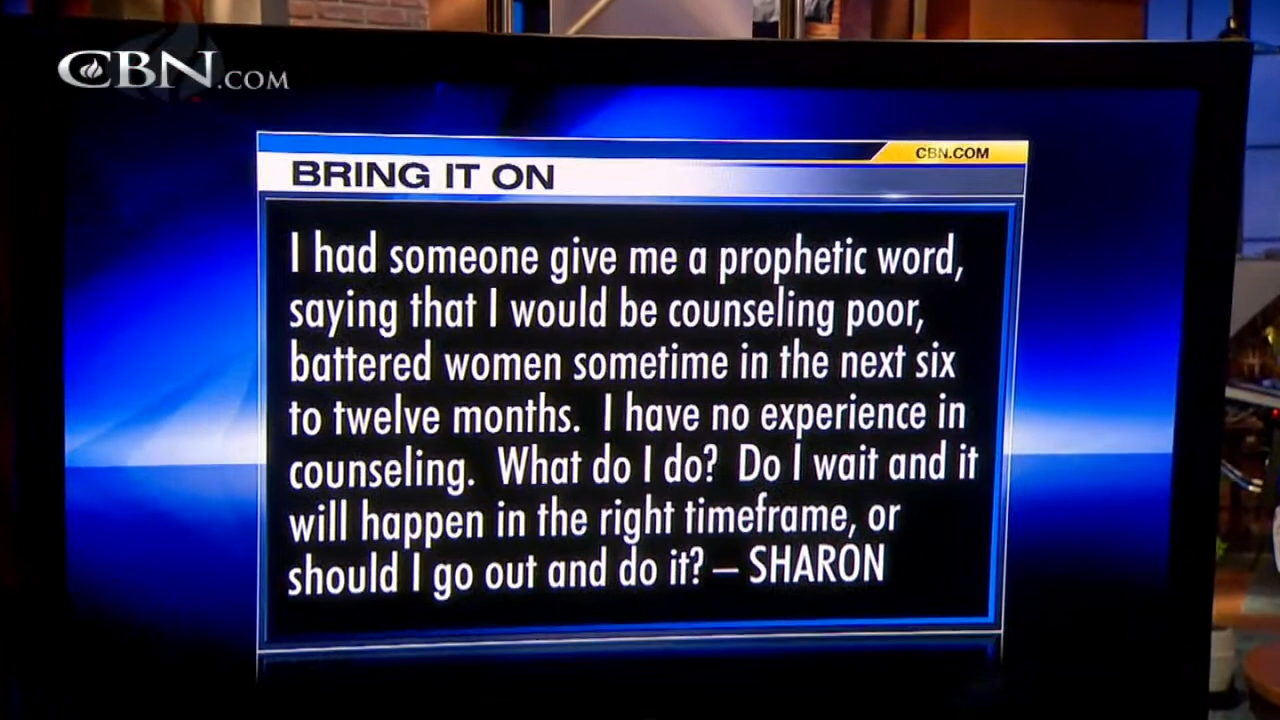 CBN.COM
CBN.COM
BRING IT ON
I had someone give me a prophetic word,
saying that I would be counseling poor,
battered women sometime in the next six
to twelve months. I have no experience in
counseling. What do I do? Do I wait and it
will happen in the right timeframe, or
should I go out and do it? – SHARON